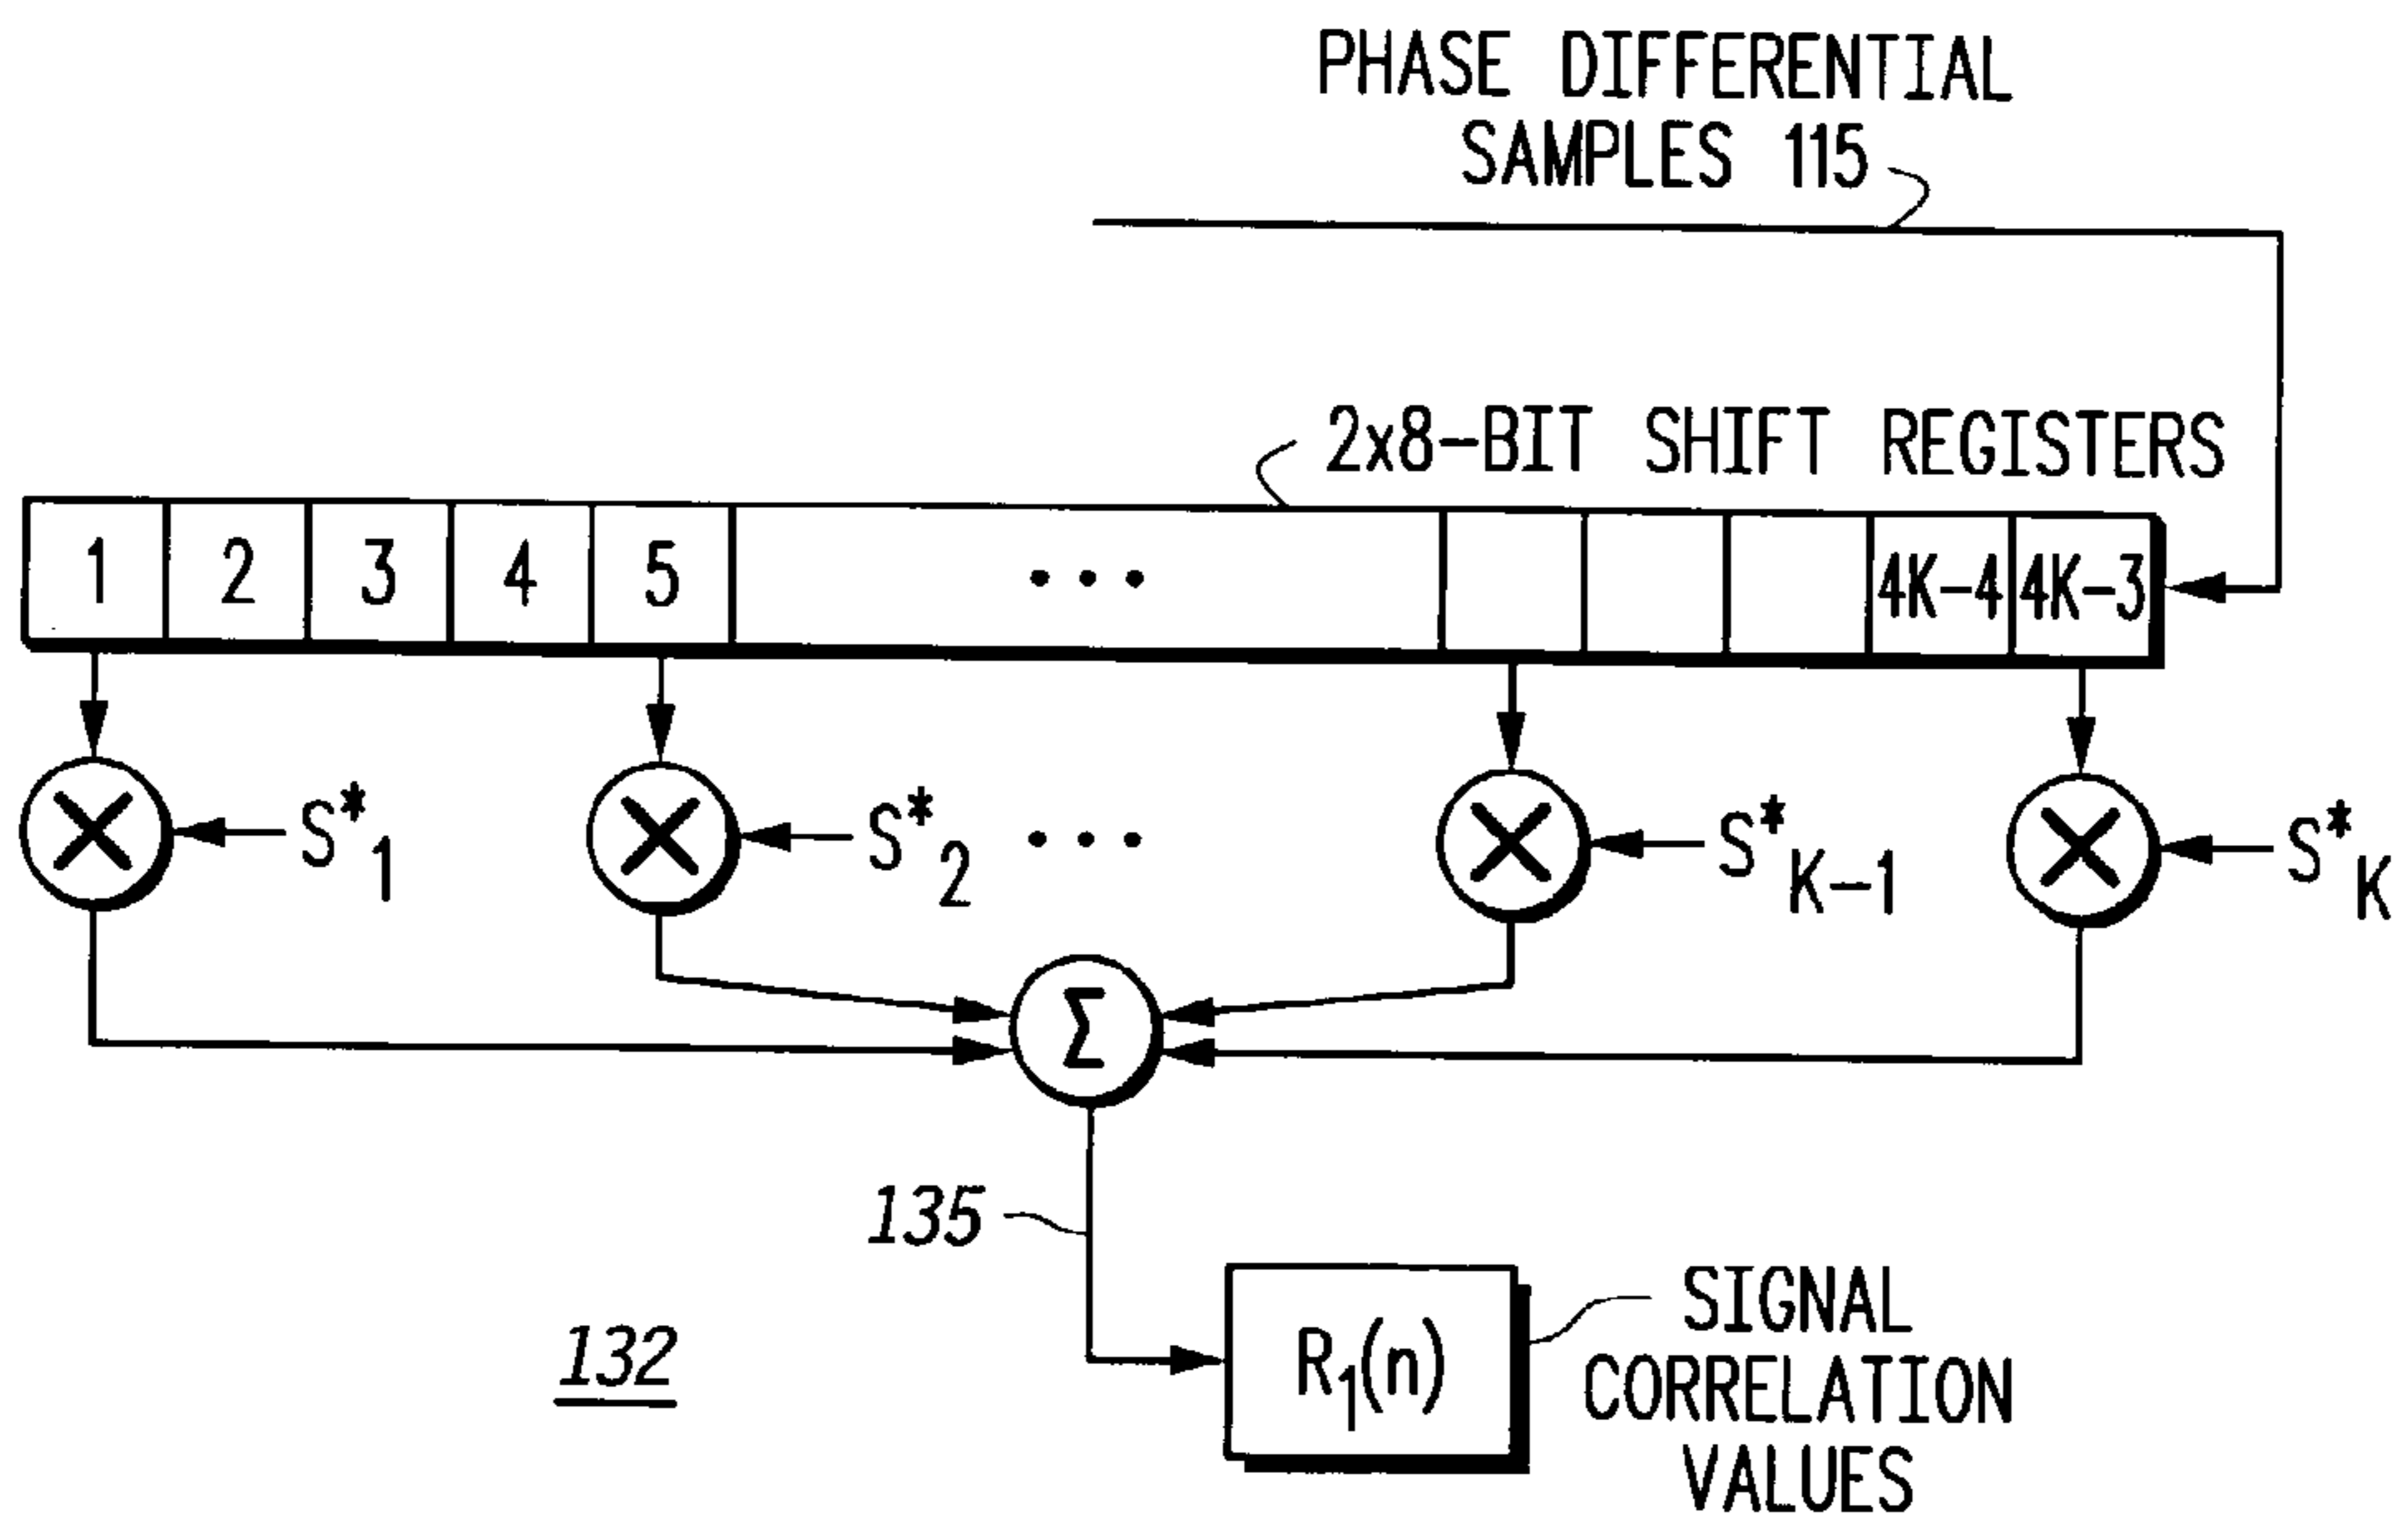 PHASE DIFFERENTIAL
SAMPLES 115
2x8-BIT SHIFT REGISTERS
1 2 3 4 5 ••• 4K-4 4K-3
S*1 S*2 ••• S*K-1 S*K
Σ
135
132
R1(n)
SIGNAL
CORRELATION
VALUES